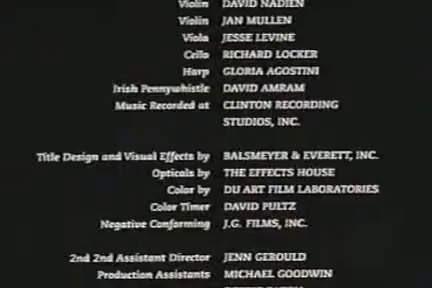 Violin DAVID NADIEN
Violin JAN MULLEN
Viola JESSE LEVINE
Cello RICHARD LOCKER
Harp GLORIA AGOSTINI
Irish Pennywhistle DAVID AMRAM
Music Recorded at CLINTON RECORDING
STUDIOS, INC.
Title Design and Visual Effects by BALSMEYER & EVERETT, INC.
Opticals by THE EFFECTS HOUSE
Color by DU ART FILM LABORATORIES
Color Timer DAVID PULTZ
Negative Conforming J.G. FILMS, INC.
2nd 2nd Assistant Director JENN GEROULD
Production Assistants MICHAEL GOODWIN